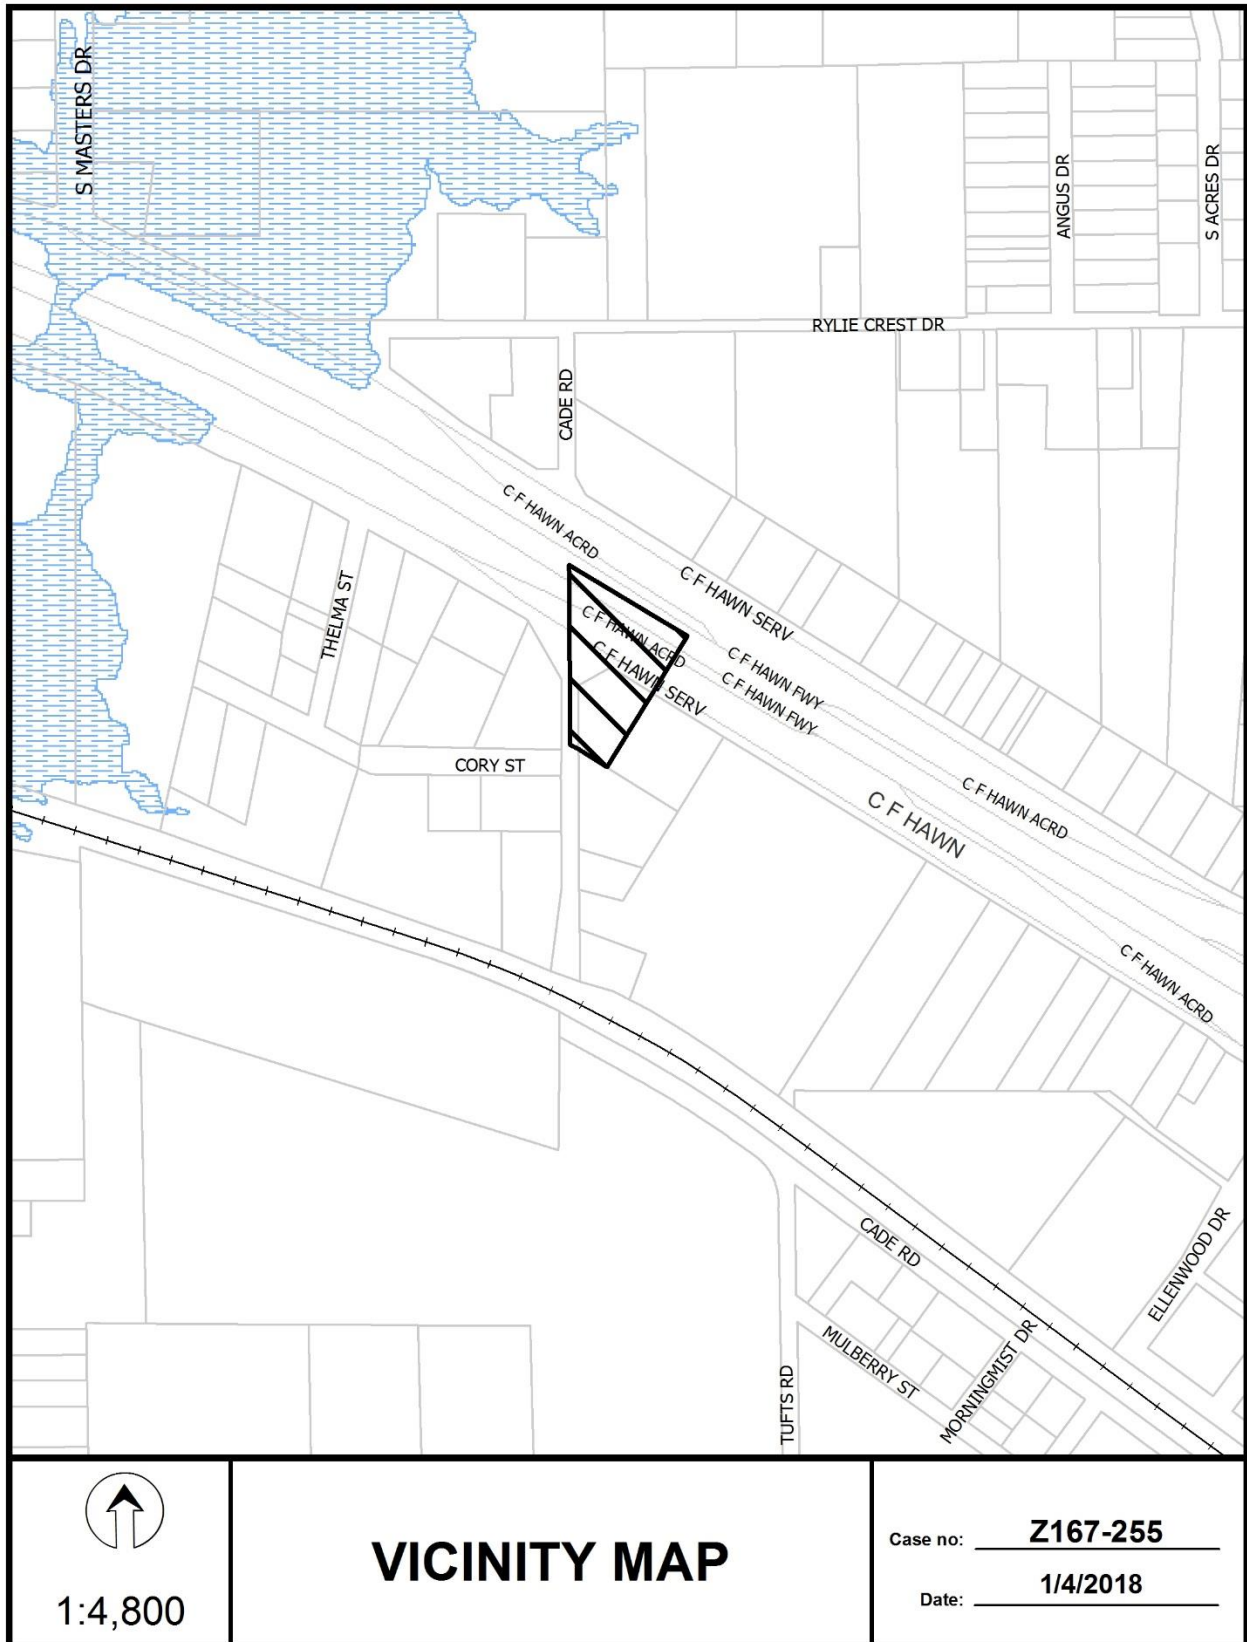 S MASTERS DR
ANGUS DR
S ACRES DR
RYLIE CREST DR
CADE RD
C F HAWN ACRD
C F HAWN SERV
THELMA ST
C F HAWN ACRD
C F HAWN SERV
C F HAWN FWY
C F HAWN FWY
CORY ST
C F HAWN ACRD
C F HAWN
C F HAWN ACRD
CADE RD
ELLENWOOD DR
MULBERRY ST
MORNINGMIST DR
TUFTS RD
1:4,800
VICINITY MAP
Case no: Z167-255
Date: 1/4/2018